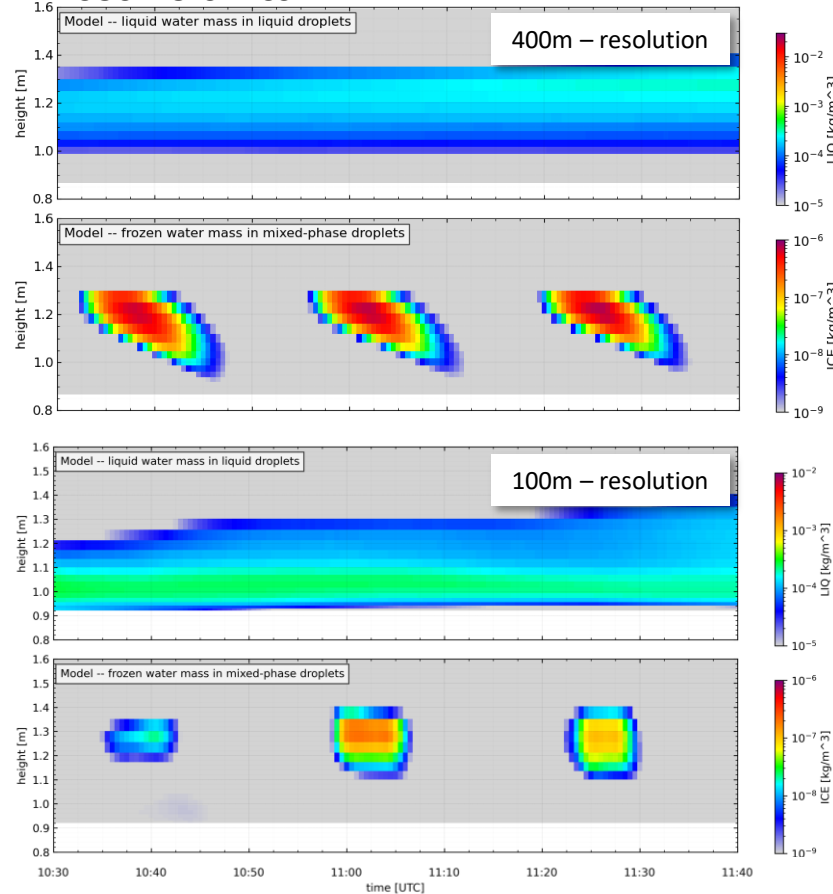 1.6
Model -- liquid water mass in liquid droplets
400m – resolution
1.4
1.2
1.0
0.8
height [m]
10⁻²
10⁻³
10⁻⁴
10⁻⁵
LIQ [kg/m^3]
1.6
Model -- frozen water mass in mixed-phase droplets
1.4
1.2
1.0
0.8
height [m]
10⁻⁶
10⁻⁷
10⁻⁸
10⁻⁹
ICE [kg/m^3]
1.6
Model -- liquid water mass in liquid droplets
100m – resolution
1.5
1.4
1.3
1.2
1.1
1.0
0.9
0.8
height [m]
10⁻²
10⁻³
10⁻⁴
10⁻⁵
LIQ [kg/m^3]
1.6
Model -- frozen water mass in mixed-phase droplets
1.5
1.4
1.3
1.2
1.1
1.0
0.9
0.8
height [m]
10⁻⁶
10⁻⁷
10⁻⁸
10⁻⁹
ICE [kg/m^3]
10:30 10:40 10:50 11:00 11:10 11:20 11:30 11:40
time [UTC]